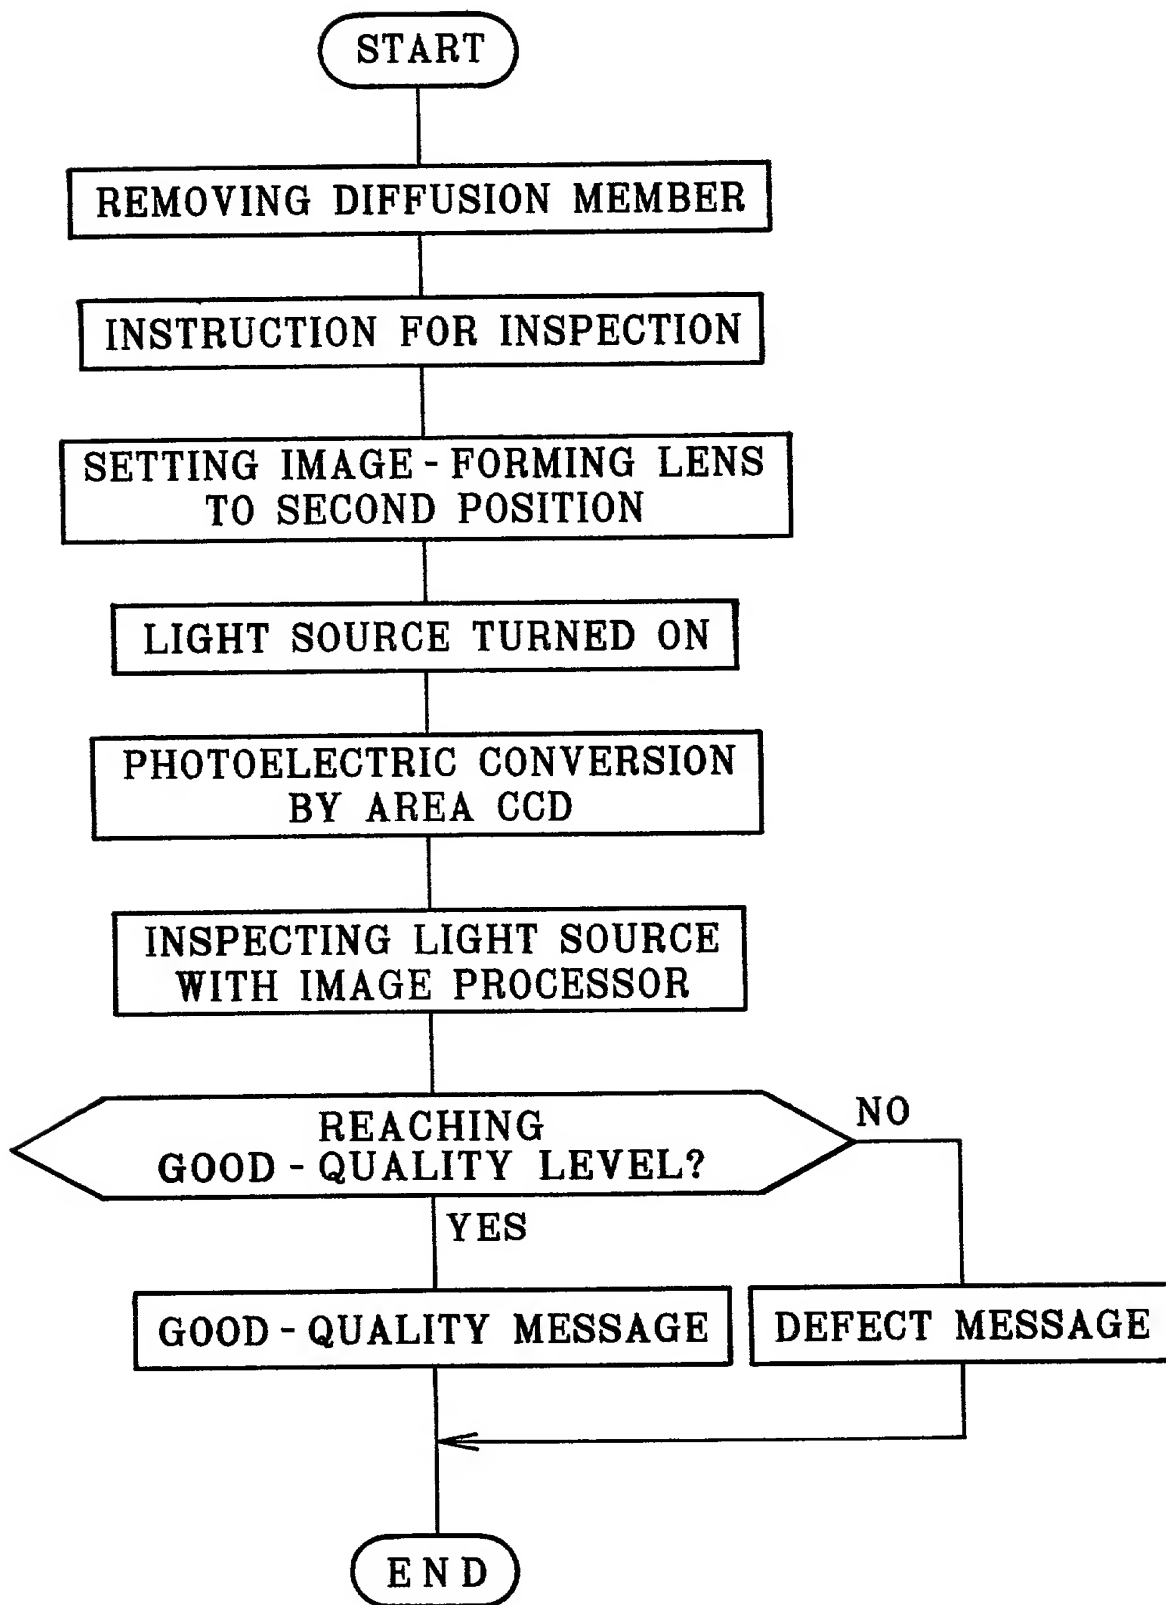 START
REMOVING DIFFUSION MEMBER
INSTRUCTION FOR INSPECTION
SETTING IMAGE-FORMING LENS
TO SECOND POSITION
LIGHT SOURCE TURNED ON
PHOTOELECTRIC CONVERSION
BY AREA CCD
INSPECTING LIGHT SOURCE
WITH IMAGE PROCESSOR
REACHING
GOOD-QUALITY LEVEL?
NO
YES
GOOD-QUALITY MESSAGE
DEFECT MESSAGE
END